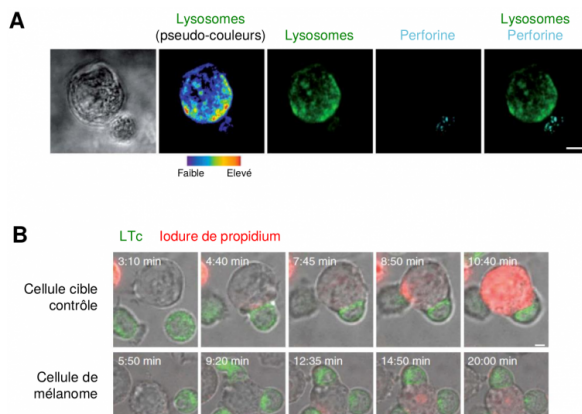 A
Lysosomes
(pseudo-couleurs)
Lysosomes
Perforine
Lysosomes
Perforine
Faible
Elevé
B
LTc
Iodure de propidium
Cellule cible
contrôle
3:10 min
4:40 min
7:45 min
8:50 min
10:40 min
Cellule de
mélanome
5:50 min
9:20 min
12:35 min
14:50 min
20:00 min